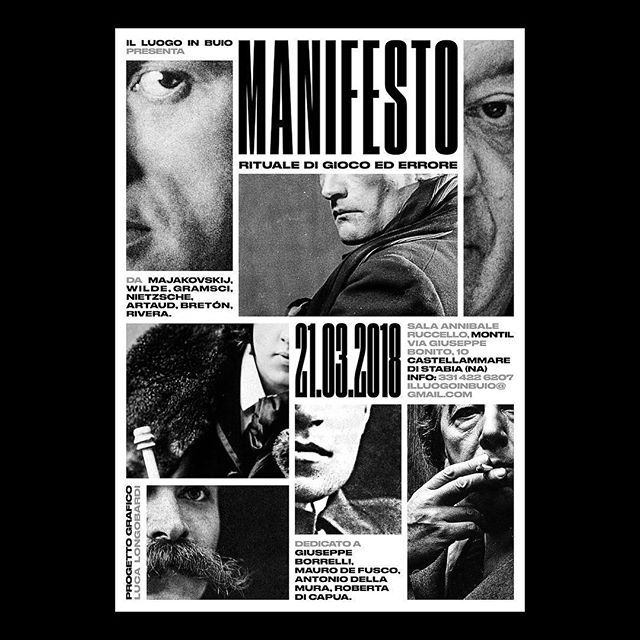 IL LUOGO IN BUIO
PRESENTA
MANIFESTO
RITUALE DI GIOCO ED ERRORE
DA MAJAKOVSKIJ,
WILDE, GRAMSCI,
NIETZSCHE,
ARTAUD, BRETÓN,
RIVERA.
21.03.2018
SALA ANNIBALE
RUCCELLO, MONTIL
VIA GIUSEPPE
BONITO, 10
CASTELLAMMARE
DI STABIA (NA)
INFO: 331 422 6207
ILLUOGOINBUIO@
GMAIL.COM
PROGETTO GRAFICO
LUCA LONGOBARDI
DEDICATO A
GIUSEPPE
BORRELLI,
MAURO DE FUSCO,
ANTONIO DELLA
MURA, ROBERTA
DI CAPUA.